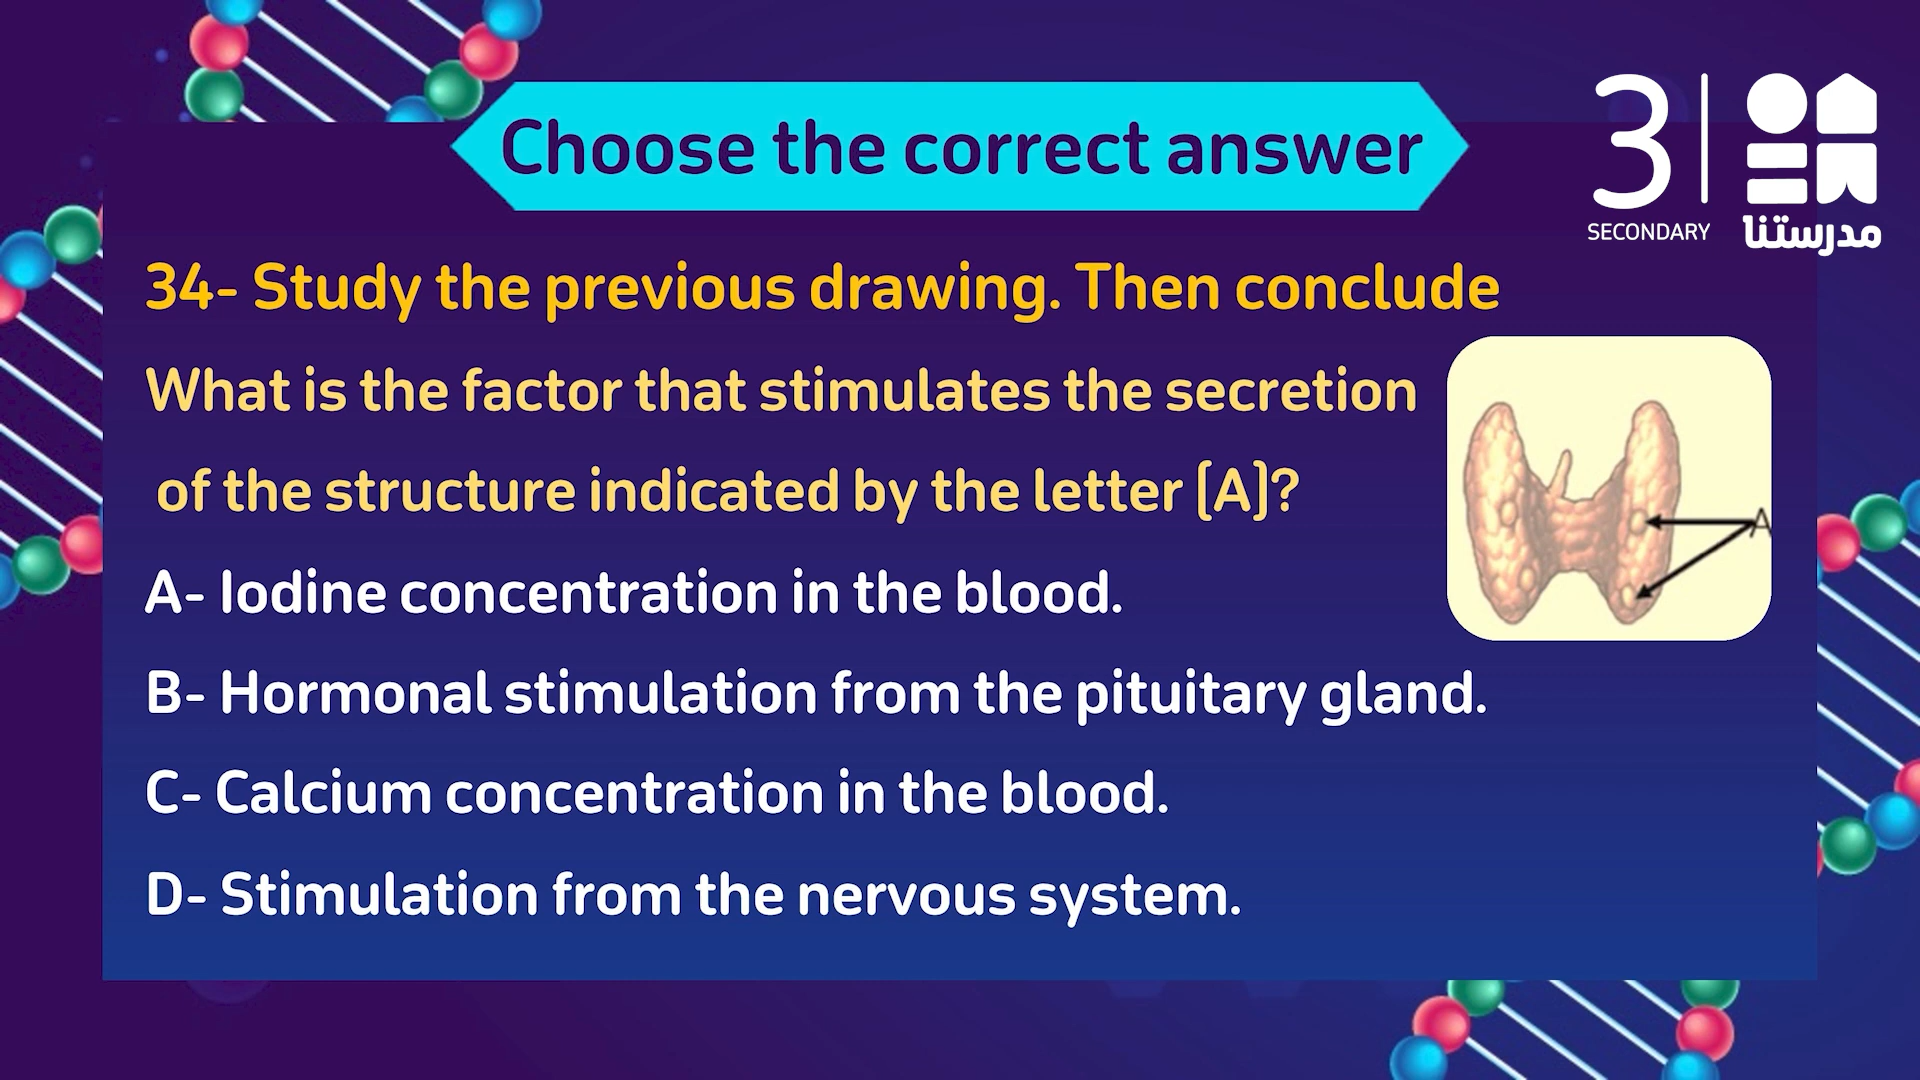 Choose the correct answer
3
SECONDARY
مدرستنا
34- Study the previous drawing. Then conclude
What is the factor that stimulates the secretion
of the structure indicated by the letter (A)?
A
A- Iodine concentration in the blood.
B- Hormonal stimulation from the pituitary gland.
C- Calcium concentration in the blood.
D- Stimulation from the nervous system.